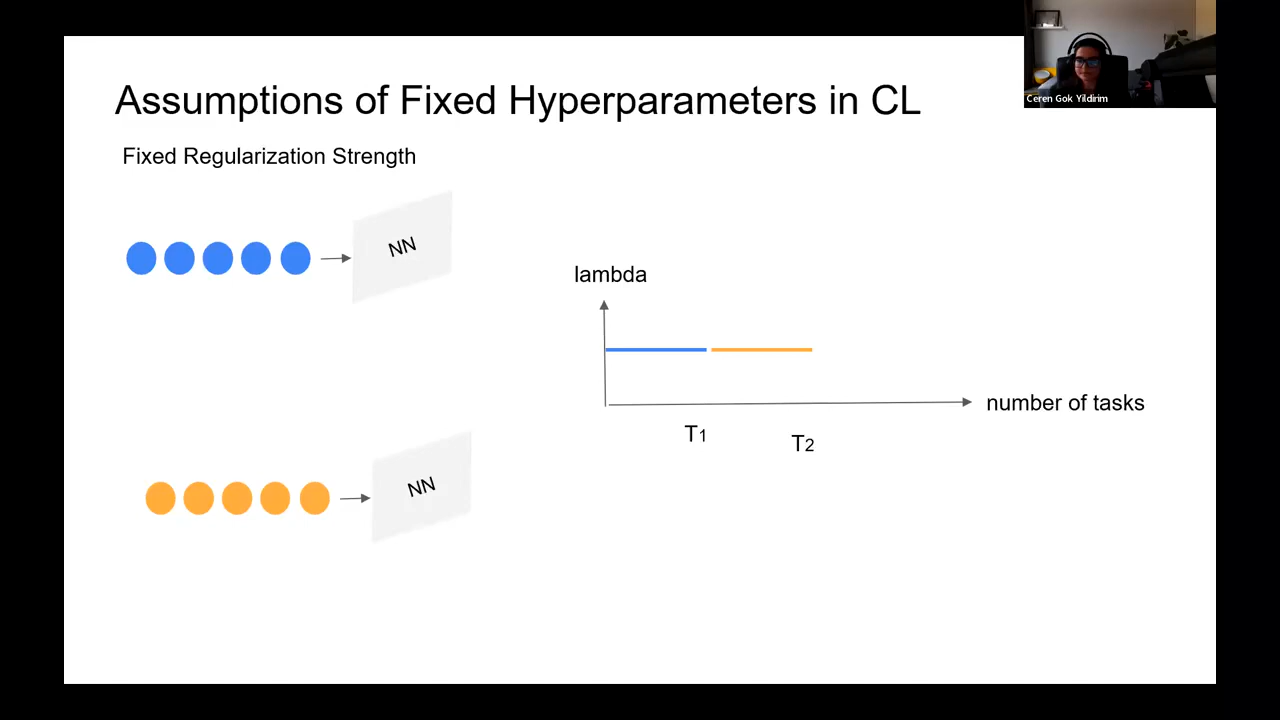 Ceren Gok Yildirim
Assumptions of Fixed Hyperparameters in CL
Fixed Regularization Strength
NN
lambda
number of tasks
T1
T2
NN